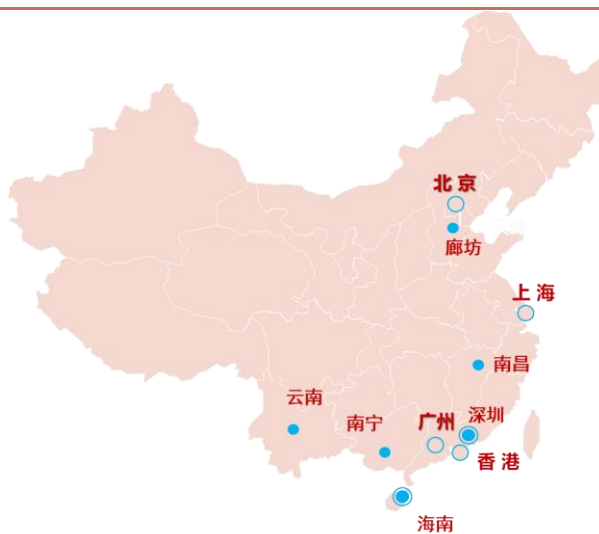 北 京
廊坊
上 海
南昌
云南
南宁
广州
深圳
香 港
海南